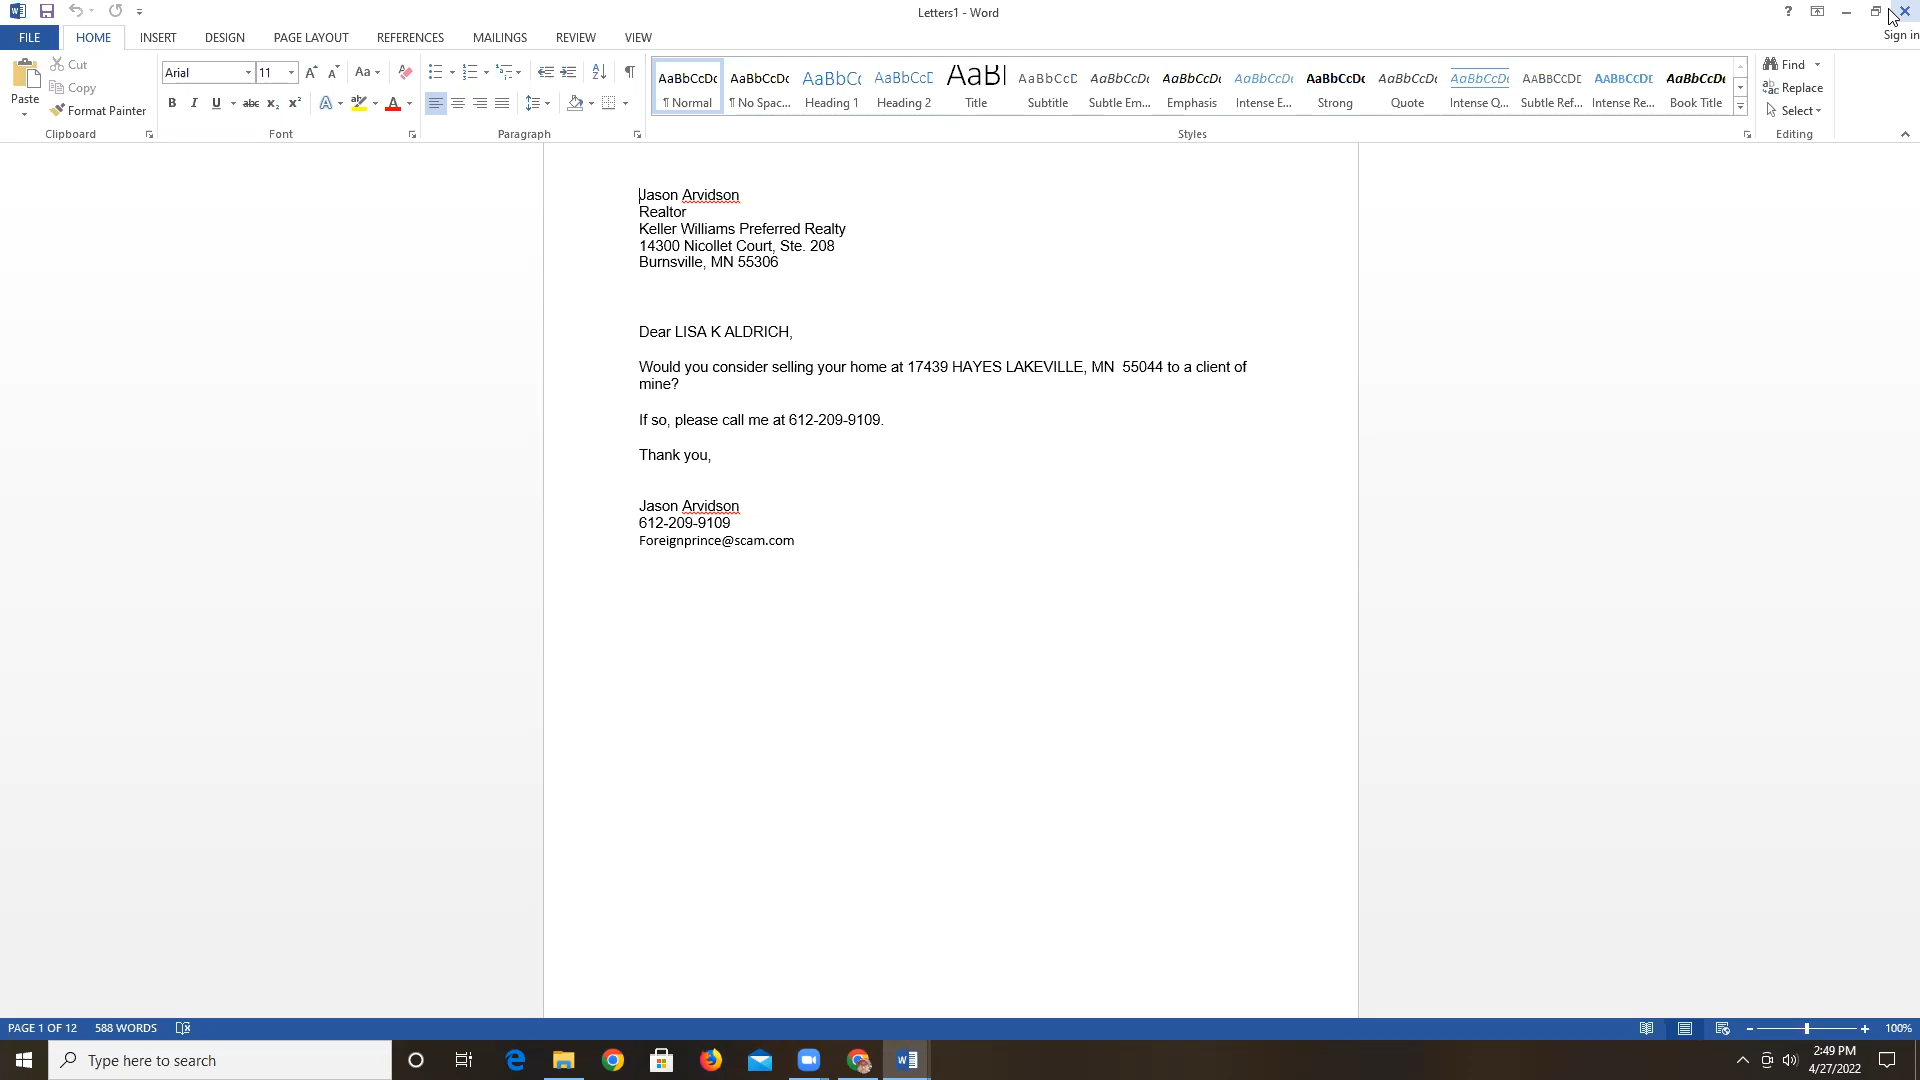 Letters1 - Word
Sign in
FILE HOME INSERT DESIGN PAGE LAYOUT REFERENCES MAILINGS REVIEW VIEW
Paste
Cut
Copy
Format Painter
Clipboard
Arial 11
Font
Paragraph
AaBbCcDc AaBbCcDc AaBbCc AaBbCcD AaBl AaBbCcD AaBbCcDc AaBbCcDc AaBbCcDc AaBbCcDc AaBbCcDc AaBbCcDc AABBCCDE AABBCCDE AaBbCcDc
¶ Normal ¶ No Spac... Heading 1 Heading 2 Title Subtitle Subtle Em... Emphasis Intense E... Strong Quote Intense Q... Subtle Ref... Intense Re... Book Title
Styles
Find
Replace
Select
Editing
Jason Arvidson
Realtor
Keller Williams Preferred Realty
14300 Nicollet Court, Ste. 208
Burnsville, MN 55306
Dear LISA K ALDRICH,
Would you consider selling your home at 17439 HAYES LAKEVILLE, MN  55044 to a client of
mine?
If so, please call me at 612-209-9109.
Thank you,
Jason Arvidson
612-209-9109
Foreignprince@scam.com
PAGE 1 OF 12 588 WORDS
100%
Type here to search
2:49 PM
4/27/2022